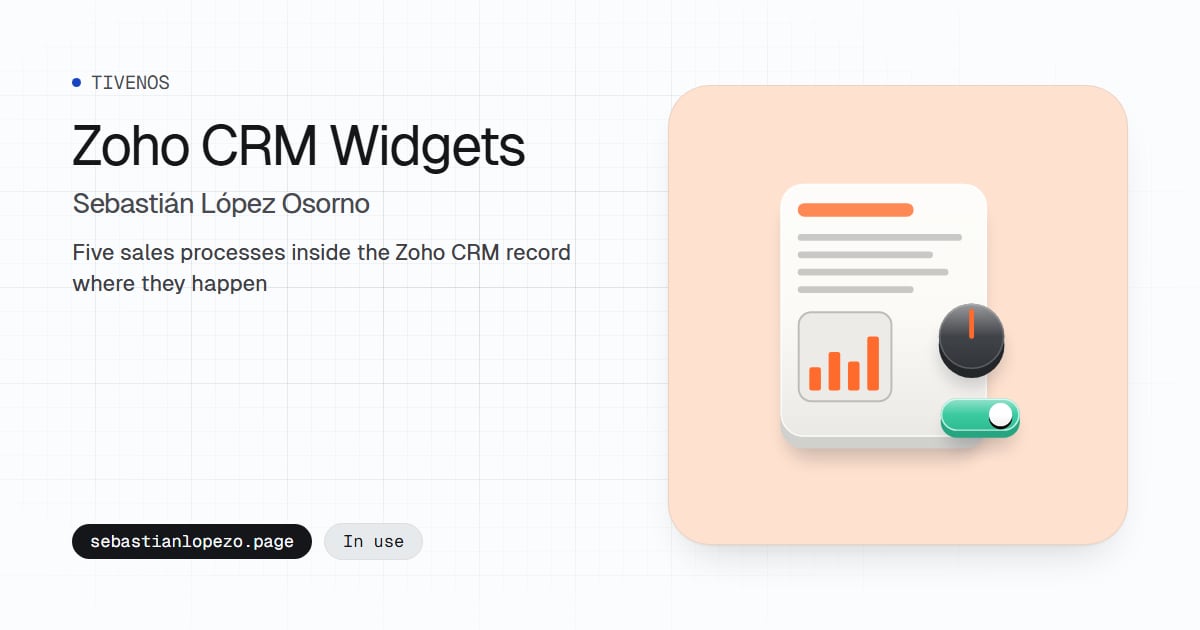 TIVENOS
Zoho CRM Widgets
Sebastián López Osorno
Five sales processes inside the Zoho CRM record
where they happen
sebastianlopezo.page
In use